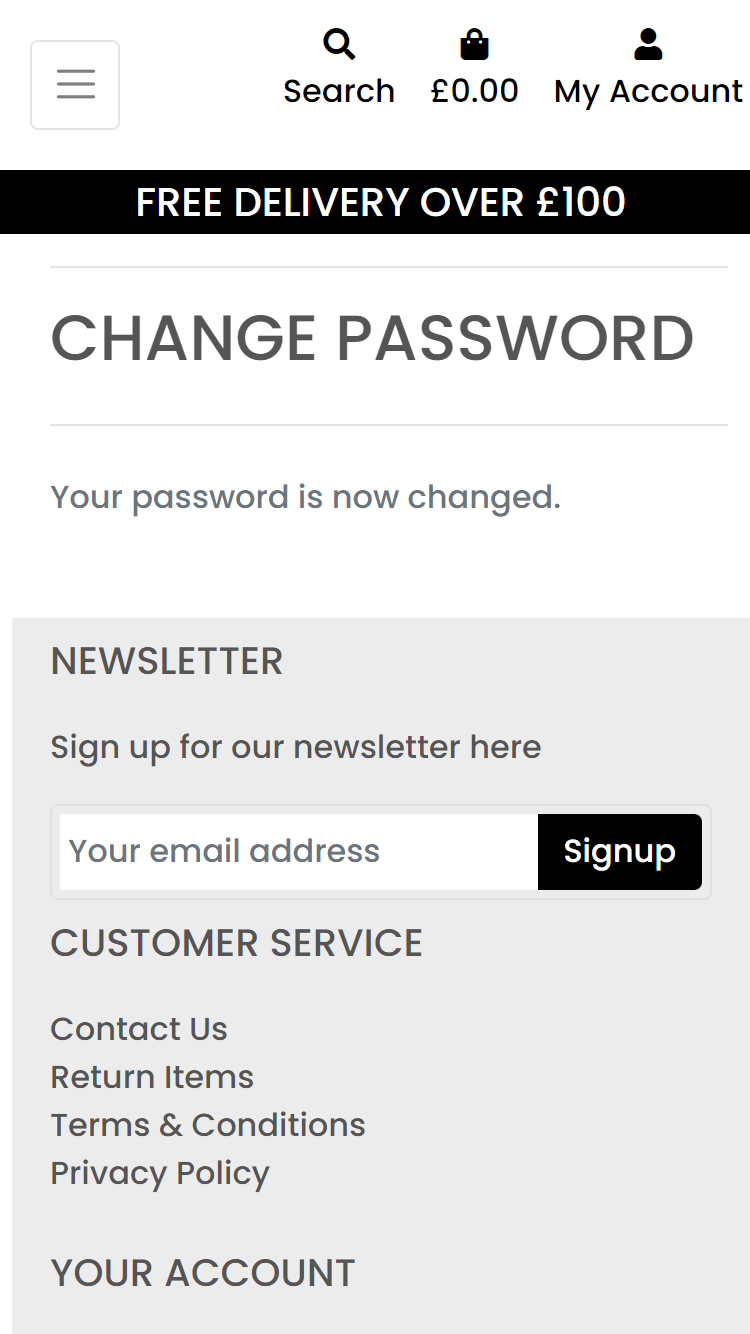 Search £0.00 My Account
FREE DELIVERY OVER £100
CHANGE PASSWORD
Your password is now changed.
NEWSLETTER
Sign up for our newsletter here
Your email address Signup
CUSTOMER SERVICE
Contact Us
Return Items
Terms & Conditions
Privacy Policy
YOUR ACCOUNT